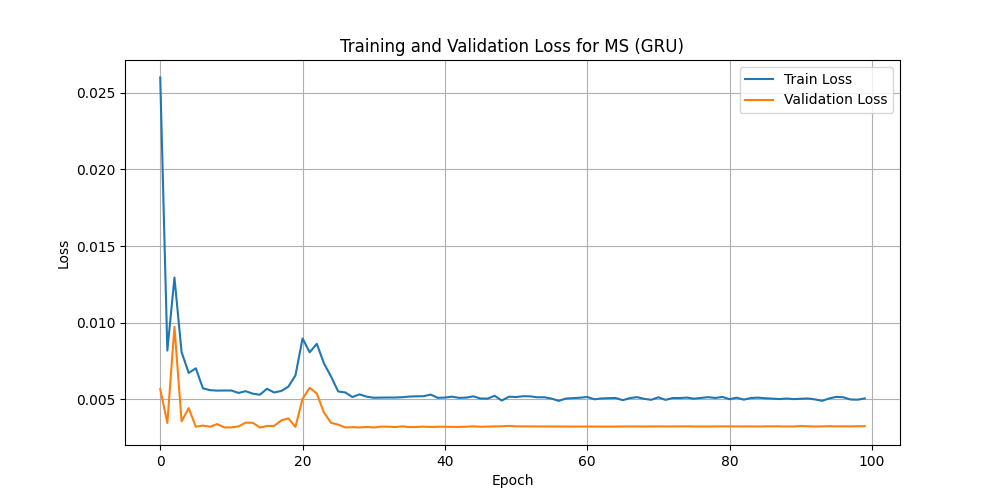 Training and Validation Loss for MS (GRU)
Train Loss
Validation Loss
0.025
0.020
0.015
0.010
0.005
Loss
0 20 40 60 80 100
Epoch